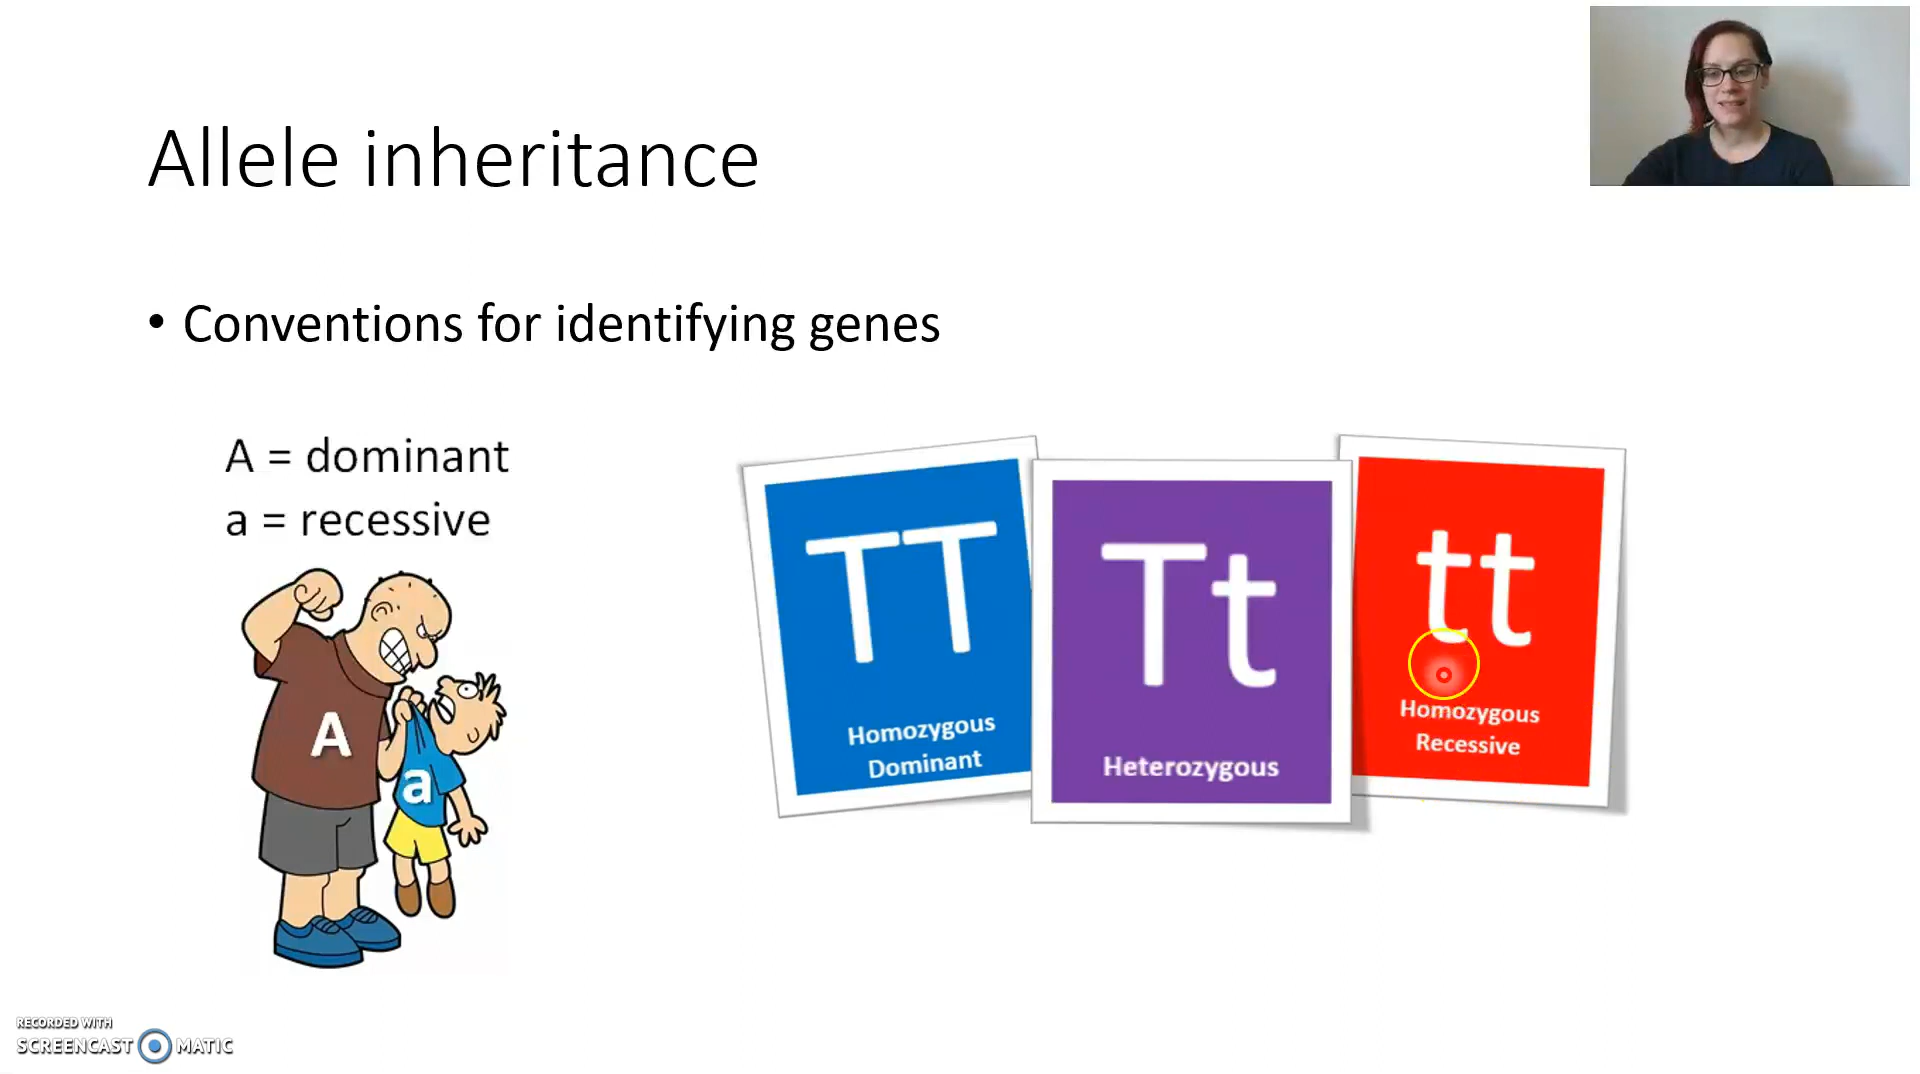 Allele inheritance
• Conventions for identifying genes
A = dominant
a = recessive
A
a
TT
Homozygous
Dominant
Tt
Heterozygous
tt
Homozygous
Recessive
RECORDED WITH
SCREENCAST MATIC